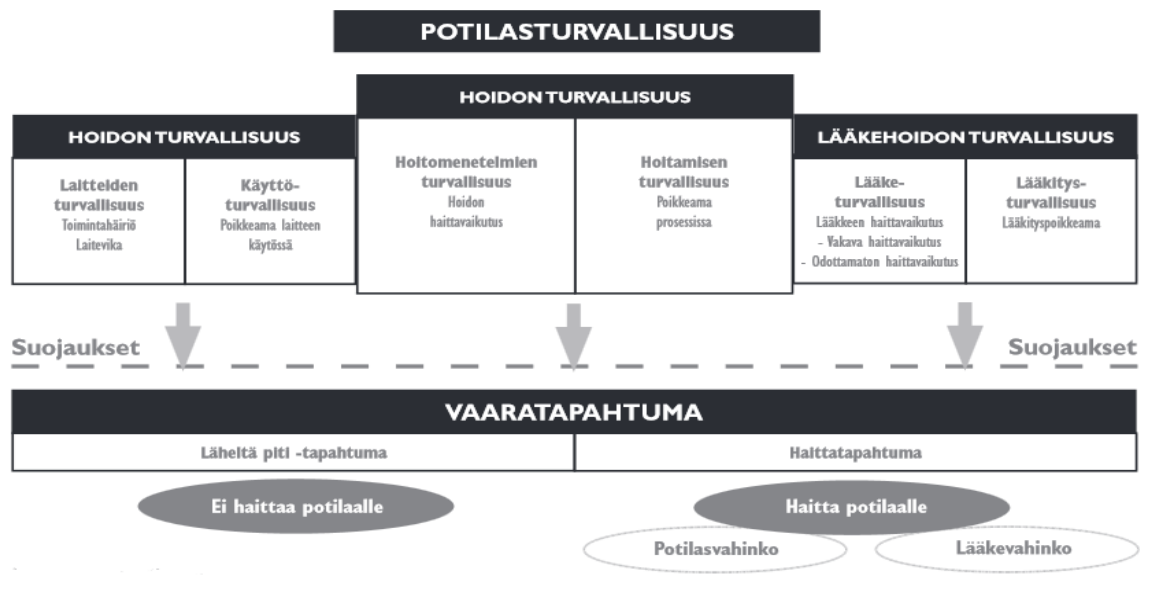 POTILASTURVALLISUUS
HOIDON TURVALLISUUS
HOIDON TURVALLISUUS
LÄÄKEHOIDON TURVALLISUUS
Laitteiden
turvallisuus
Toimintahäiriö
Laitevika
Käyttö-
turvallisuus
Poikkeama laitteen
käytössä
Hoitomenetelmien
turvallisuus
Hoidon
haittavaikutus
Hoitamisen
turvallisuus
Poikkeama
prosessissa
Lääke-
turvallisuus
Lääkkeen haittavaikutus
- Vakava haittavaikutus
- Odottamaton haittavaikutus
Lääkitys-
turvallisuus
Lääkityspoikkeama
Suojaukset
Suojaukset
VAARATAPAHTUMA
Läheltä piti -tapahtuma
Haittatapahtuma
Ei haittaa potilaalle
Haitta potilaalle
Potilasvahinko
Lääkevahinko